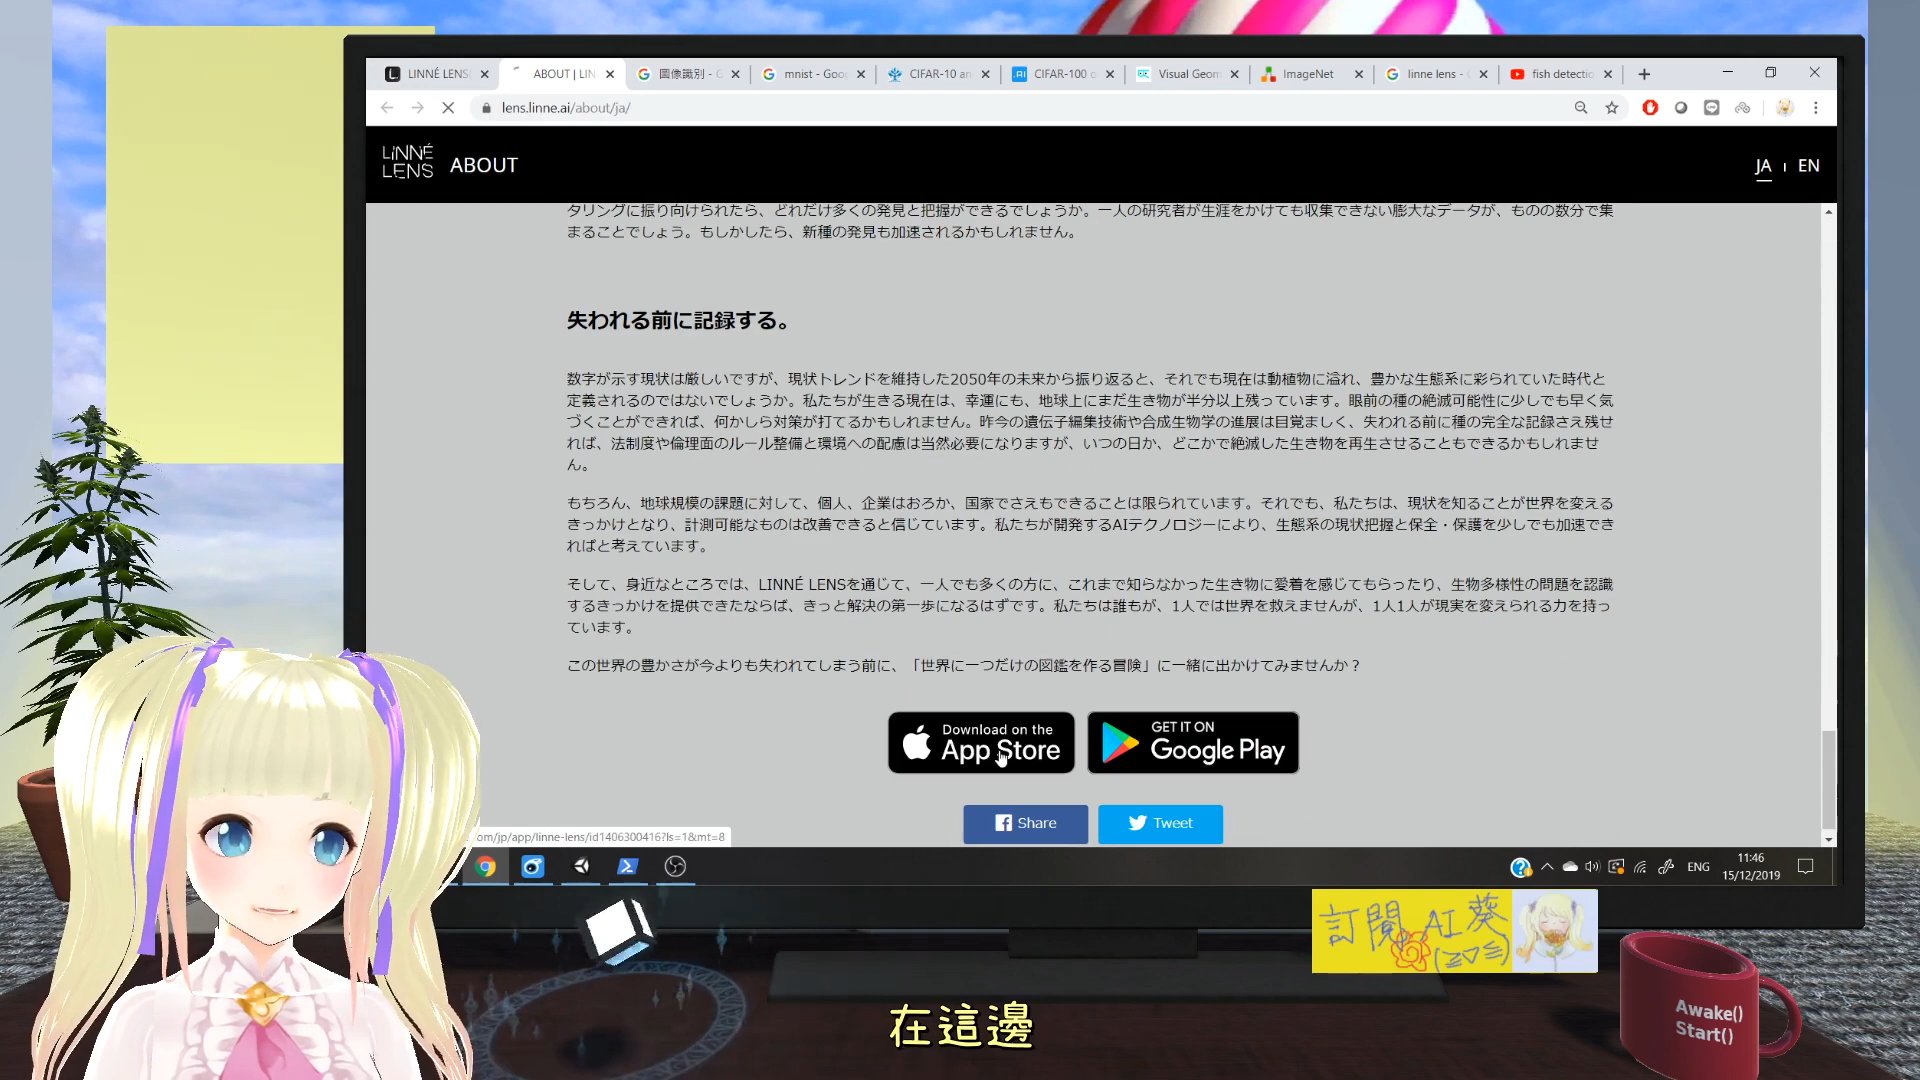 LINNÉ LENS
ABOUT | LIN
圖像識別 - G
mnist - Goo
CIFAR-10 an
CIFAR-100 o
Visual Geom
ImageNet
linne lens - G
fish detectio
lens.linne.ai/about/ja/
LINNÉ
LENS
ABOUT
JA
EN
タリングに振り向けられたら、どれだけ多くの発見と把握ができるでしょうか。一人の研究者が生涯をかけても収集できない膨大なデータが、ものの数分で集
まることでしょう。もしかしたら、新種の発見も加速されるかもしれません。
失われる前に記録する。
数字が示す現状は厳しいですが、現状トレンドを維持した2050年の未来から振り返ると、それでも現在は動植物に溢れ、豊かな生態系に彩られていた時代と
定義されるのではないでしょうか。私たちが生きる現在は、幸運にも、地球上にまだ生き物が半分以上残っています。眼前の種の絶滅可能性に少しでも早く気
づくことができれば、何かしら対策が打てるかもしれません。昨今の遺伝子編集技術や合成生物学の進展は目覚ましく、失われる前に種の完全な記録さえ残せ
れば、法制度や倫理面のルール整備と環境への配慮は当然必要になりますが、いつの日か、どこかで絶滅した生き物を再生させることもできるかもしれませ
ん。
もちろん、地球規模の課題に対して、個人、企業はおろか、国家でさえもできることは限られています。それでも、私たちは、現状を知ることが世界を変える
きっかけとなり、計測可能なものは改善できると信じています。私たちが開発するAIテクノロジーにより、生態系の現状把握と保全・保護を少しでも加速でき
ればと考えています。
そして、身近なところでは、LINNÉ LENSを通じて、一人でも多くの方に、これまで知らなかった生き物に愛着を感じてもらったり、生物多様性の問題を認識
するきっかけを提供できたならば、きっと解決の第一歩になるはずです。私たちは誰もが、1人では世界を救えませんが、1人1人が現実を変えられる力を持っ
ています。
この世界の豊かさが今よりも失われてしまう前に、「世界に一つだけの図鑑を作る冒険」に一緒に出かけてみませんか？
Download on the
App Store
GET IT ON
Google Play
Share
Tweet
om/jp/app/linne-lens/id1406300416?ls=1&mt=8
ENG
11:46
15/12/2019
訂閱 AI 葵
Awake()
Start()
在這邊